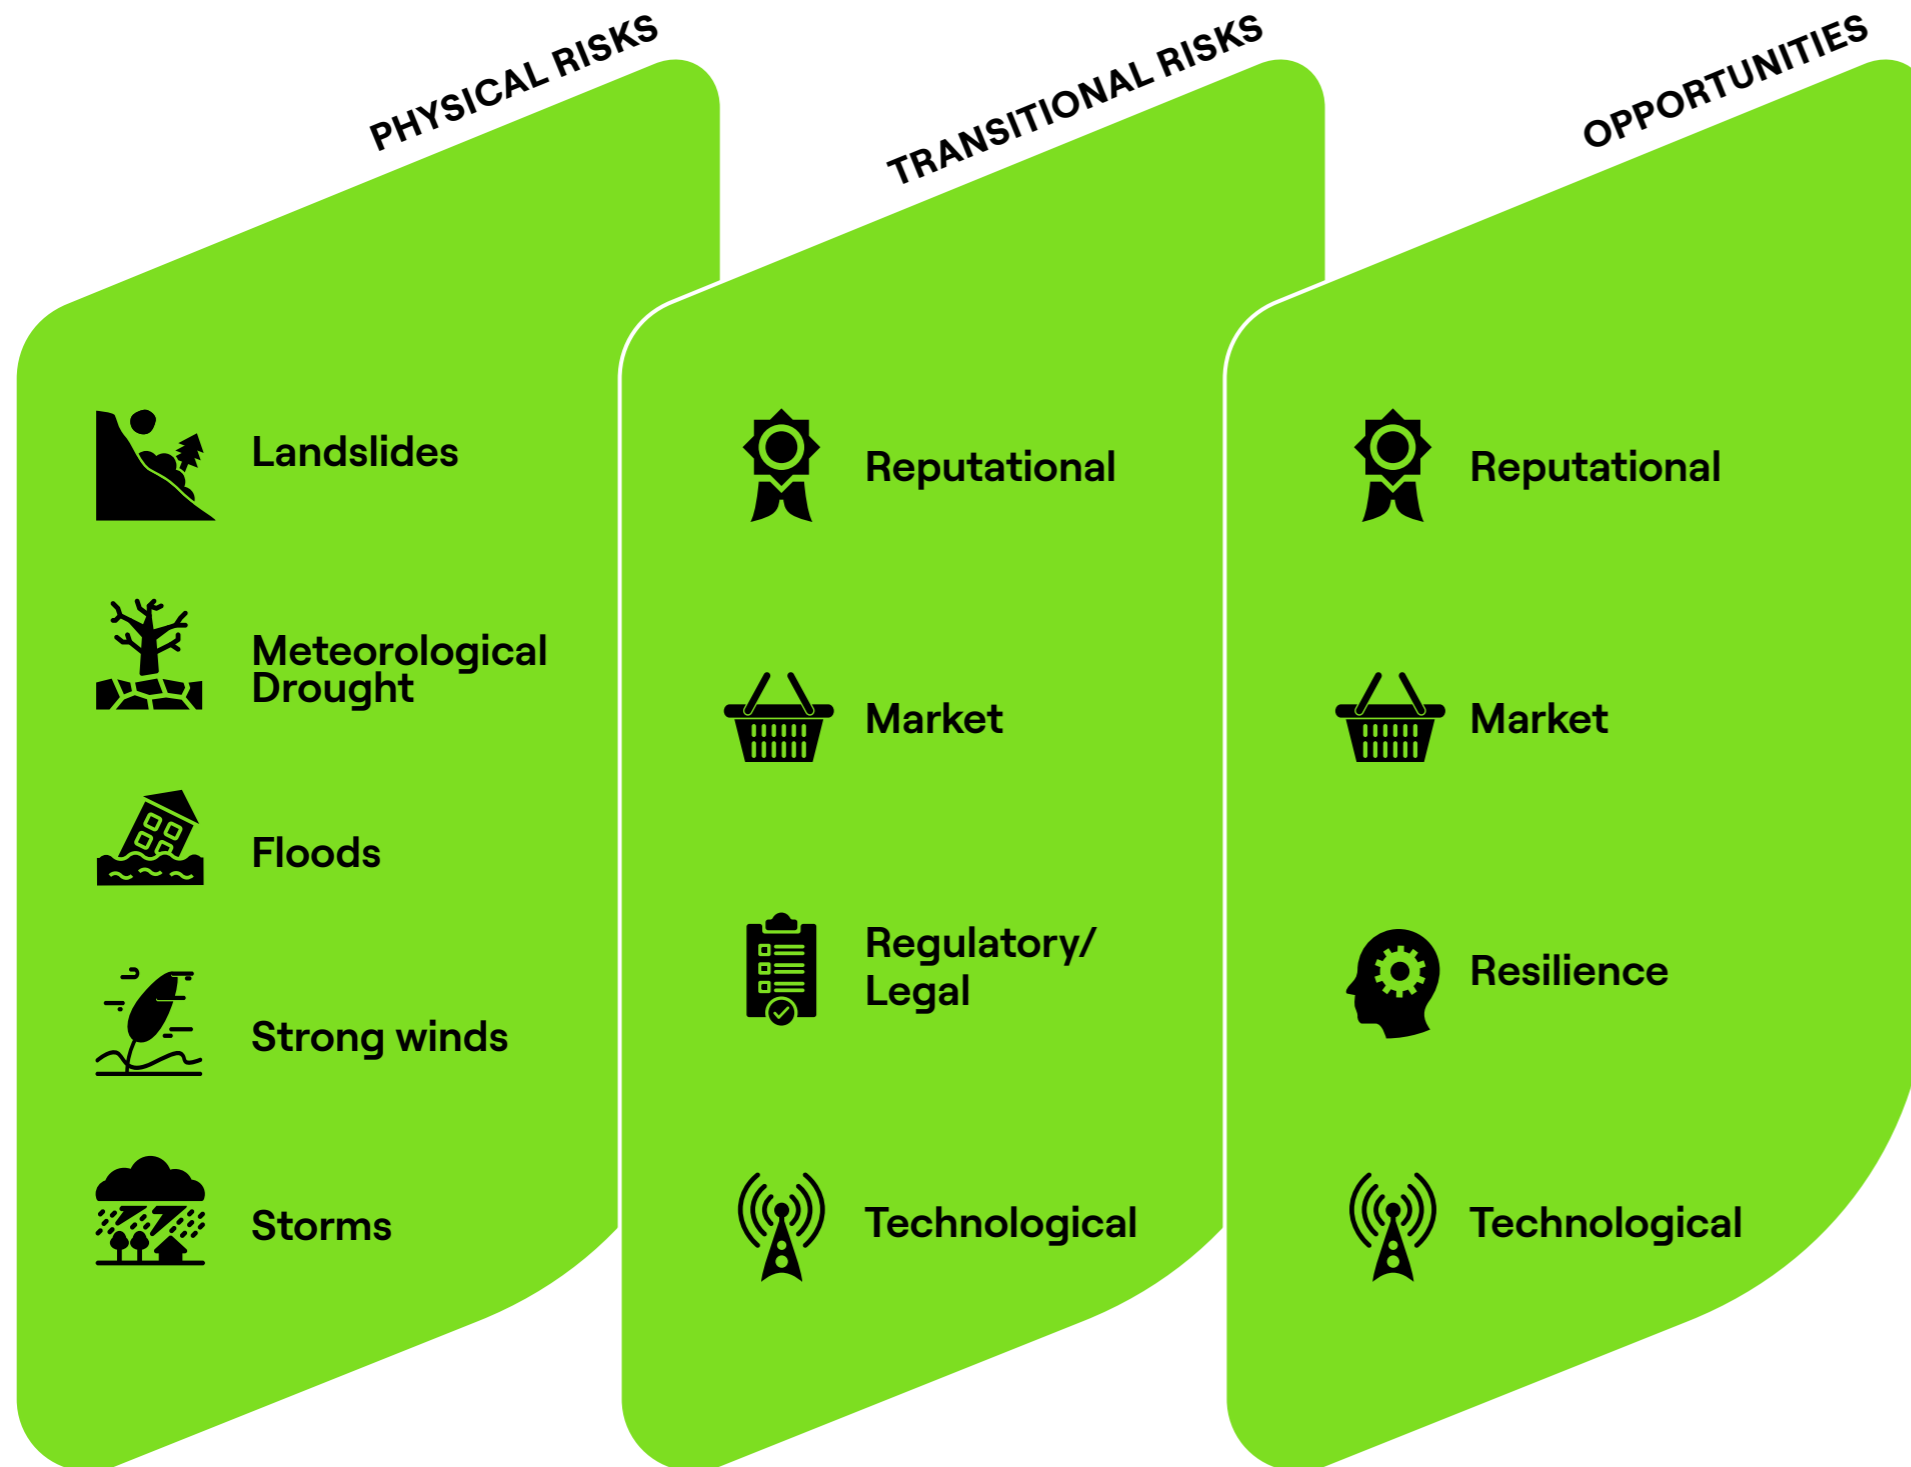 PHYSICAL RISKS
Landslides
Meteorological
Drought
Floods
Strong winds
Storms
TRANSITIONAL RISKS
Reputational
Market
Regulatory/
Legal
Technological
OPPORTUNITIES
Reputational
Market
Resilience
Technological